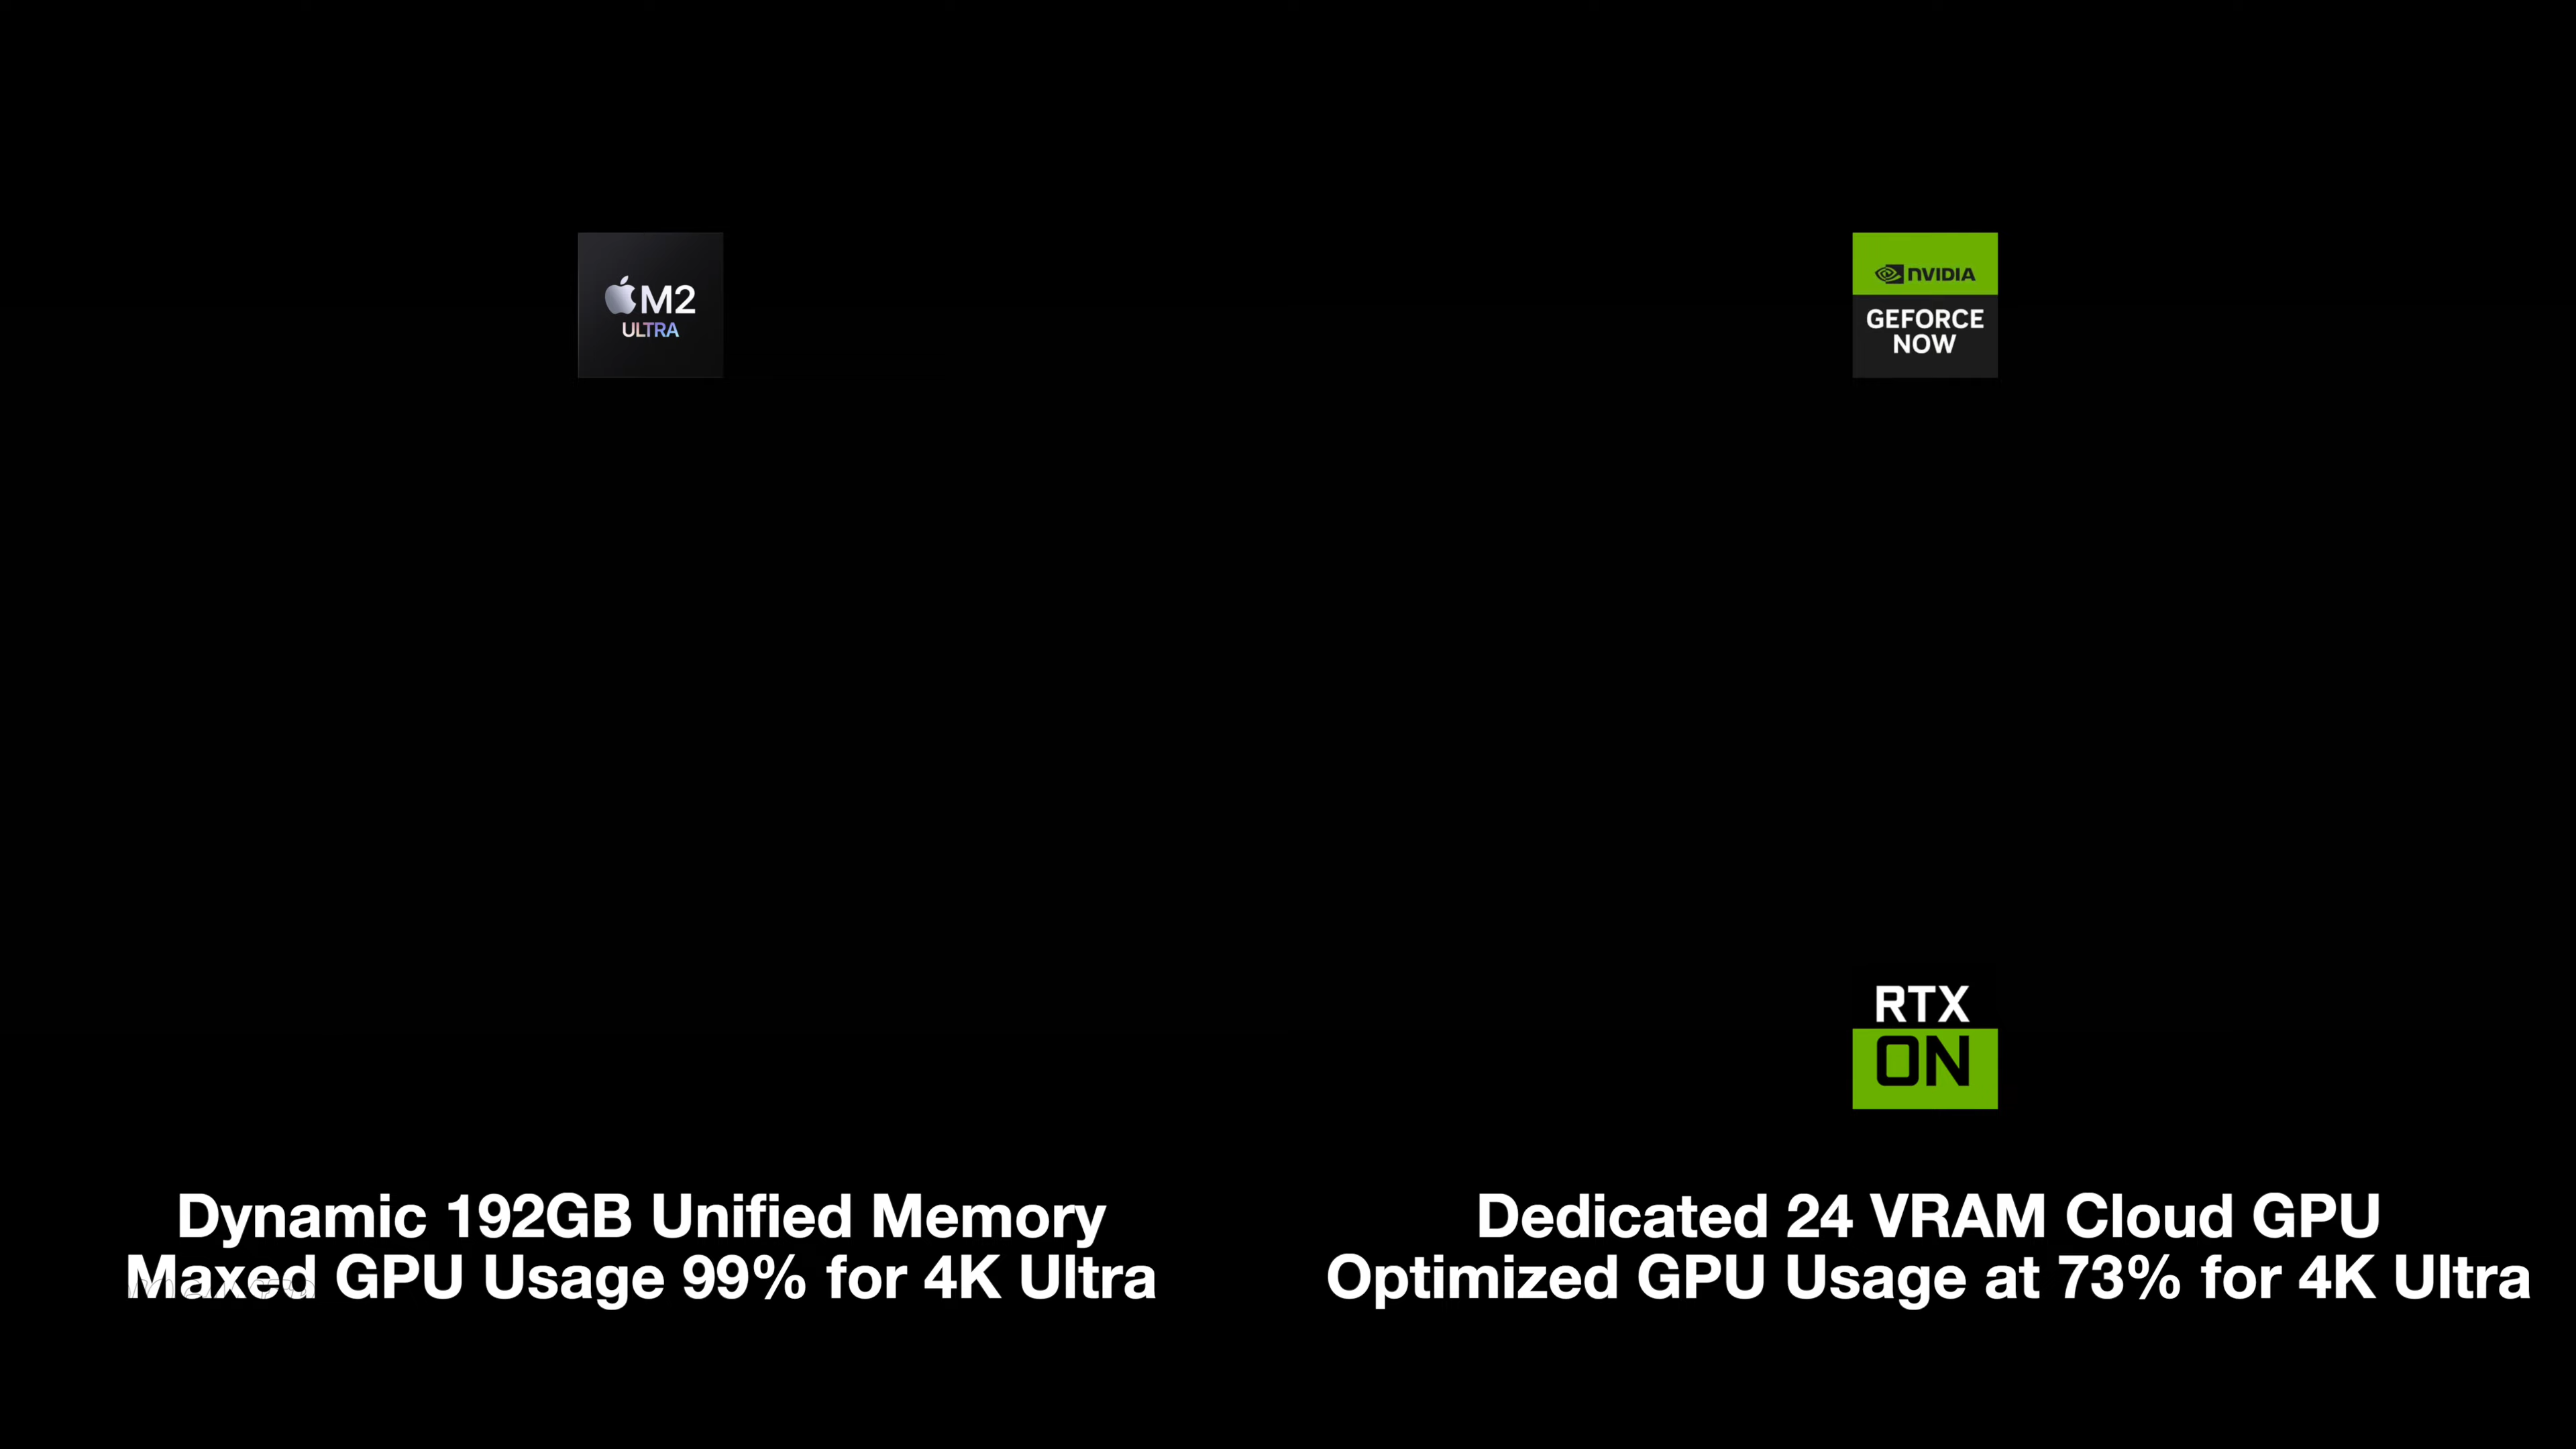 M2
ULTRA
NVIDIA
GEFORCE
NOW
RTX
ON
Dynamic 192GB Unified Memory
Maxed GPU Usage 99% for 4K Ultra
Dedicated 24 VRAM Cloud GPU
Optimized GPU Usage at 73% for 4K Ultra